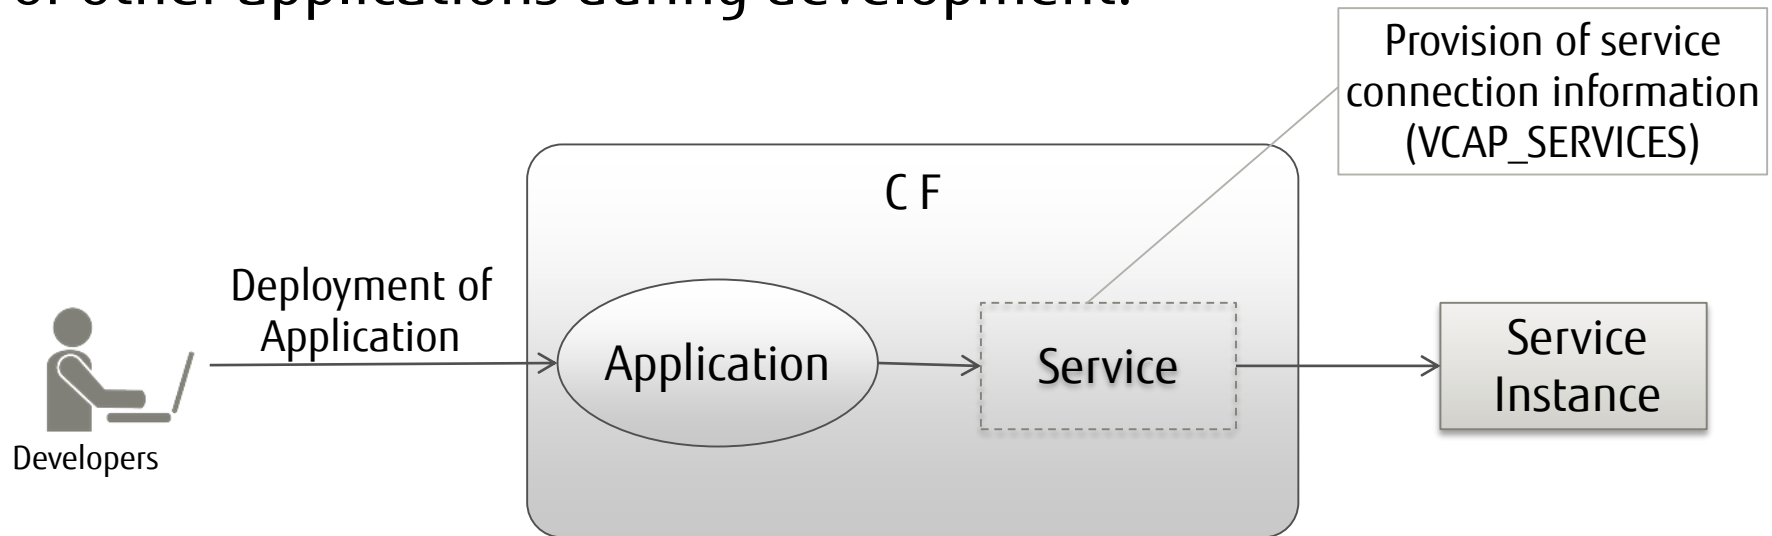 of other applications during development.
Provision of service
connection information
(VCAP_SERVICES)
C F
Deployment of
Application
Application
Service
Service
Instance
Developers